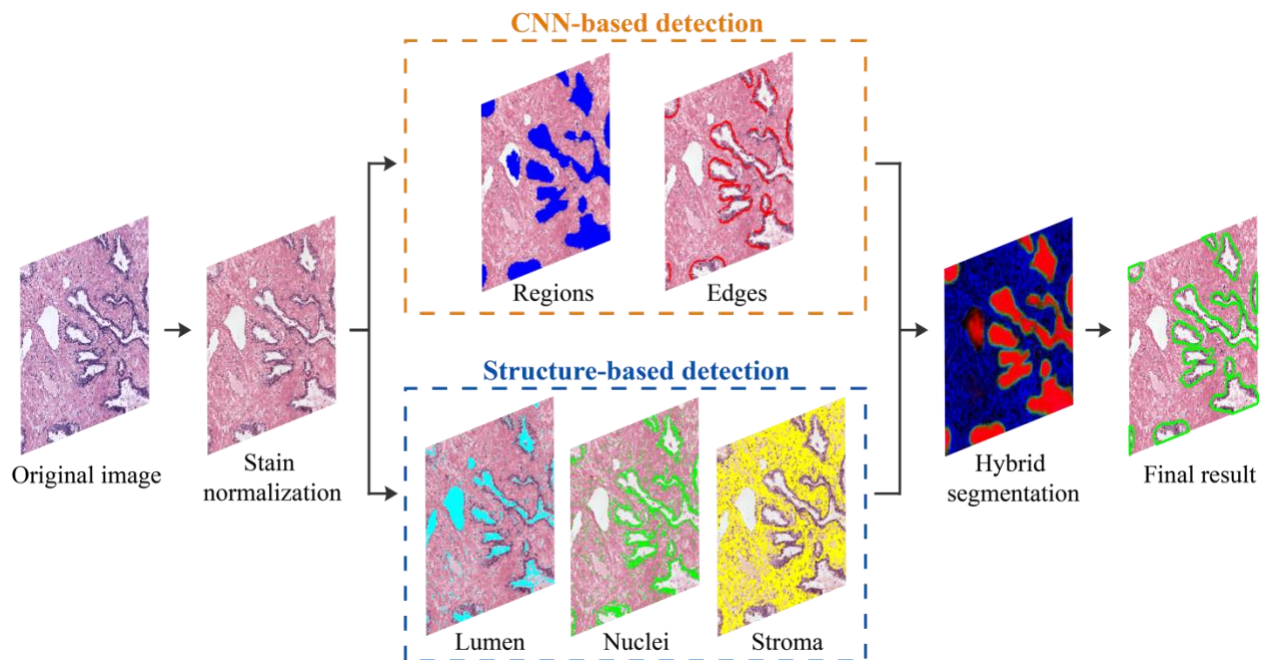 CNN-based detection
Regions
Edges
Original image
Stain
normalization
Structure-based detection
Lumen
Nuclei
Stroma
Hybrid
segmentation
Final result